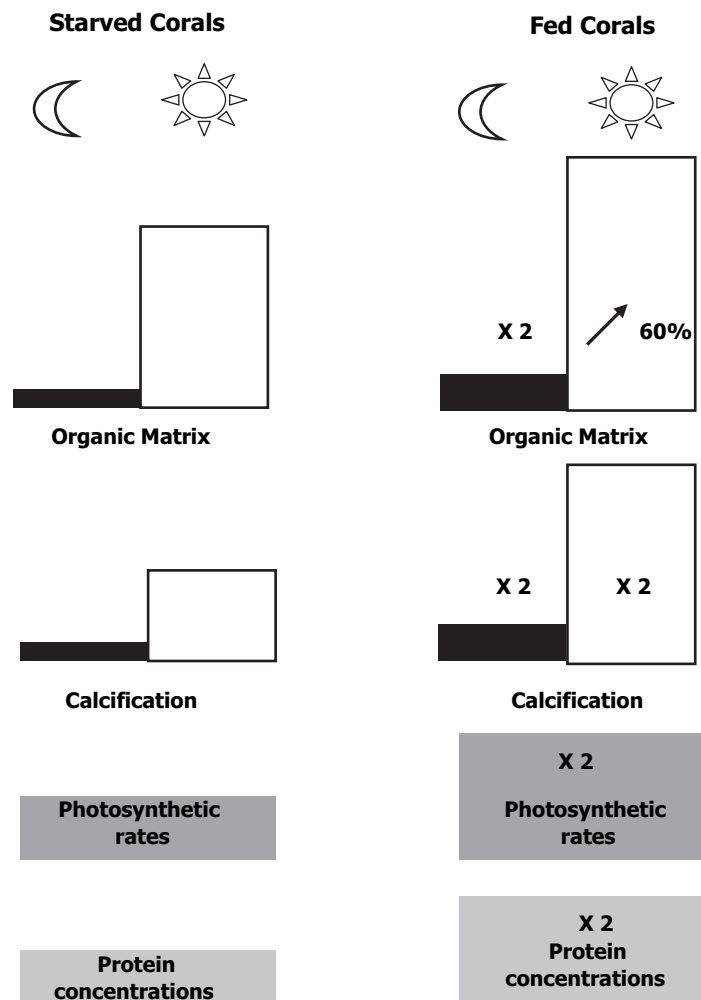 Starved Corals
Fed Corals
X 2
60%
Organic Matrix
Organic Matrix
X 2
X 2
Calcification
Calcification
X 2
Photosynthetic
rates
Photosynthetic
rates
X 2
Protein
concentrations
Protein
concentrations